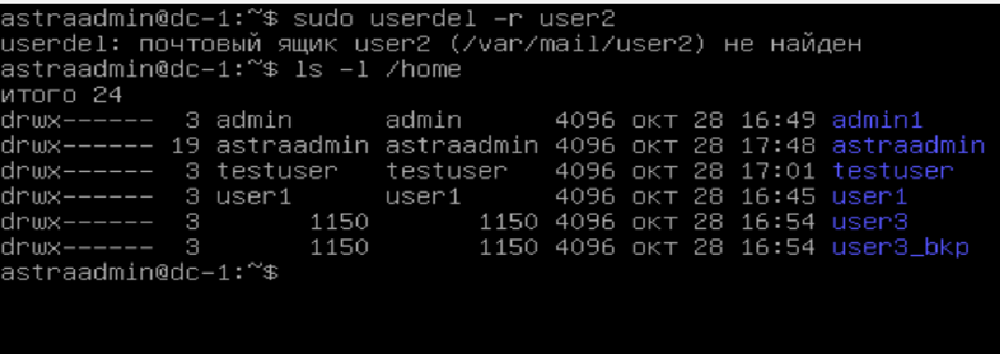 astraadmin@dc-1:~$ sudo userdel -r user2
userdel: почтовый ящик user2 (/var/mail/user2) не найден
astraadmin@dc-1:~$ ls -l /home
итого 24
drwx------  3 admin      admin      4096 окт 28 16:49 admin1
drwx------ 19 astraadmin astraadmin 4096 окт 28 17:48 astraadmin
drwx------  3 testuser   testuser   4096 окт 28 17:01 testuser
drwx------  3 user1      user1      4096 окт 28 16:45 user1
drwx------  3       1150       1150 4096 окт 28 16:54 user3
drwx------  3       1150       1150 4096 окт 28 16:54 user3_bkp
astraadmin@dc-1:~$